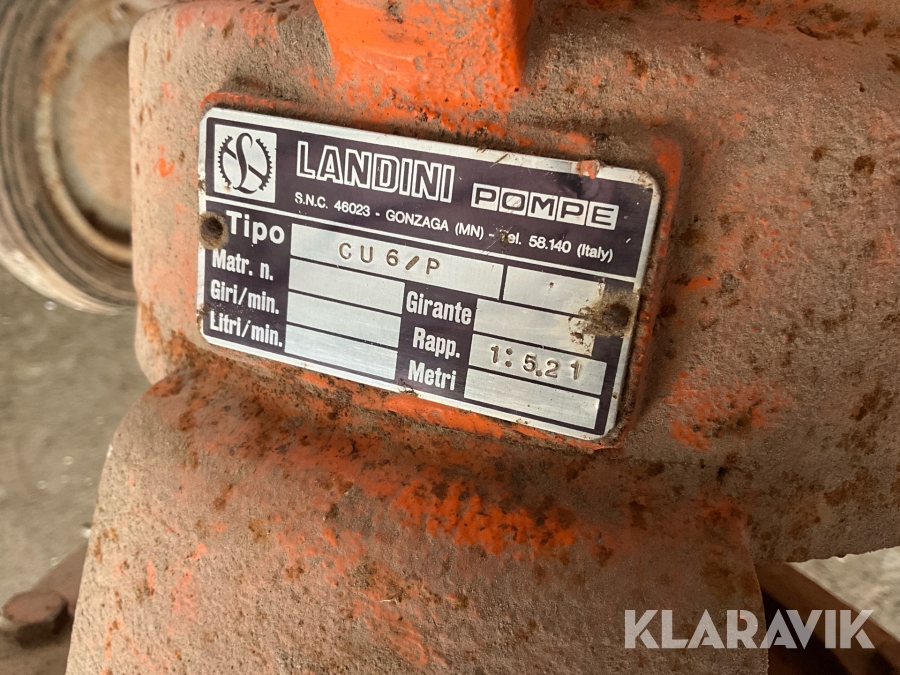 LANDINI POMPE
S.N.C. 46023 - GONZAGA (MN) - Tel. 58.140 (Italy)
Tipo CU 6/P
Matr. n.
Giri/min. Girante
Litri/min. Rapp. 1:5.21
Metri
KLARAVIK